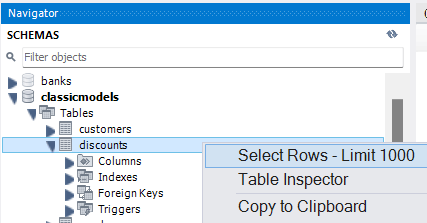 Navigator
SCHEMAS
Filter objects
banks
classicmodels
Tables
customers
discounts
Columns
Indexes
Foreign Keys
Triggers
Select Rows - Limit 1000
Table Inspector
Copy to Clipboard